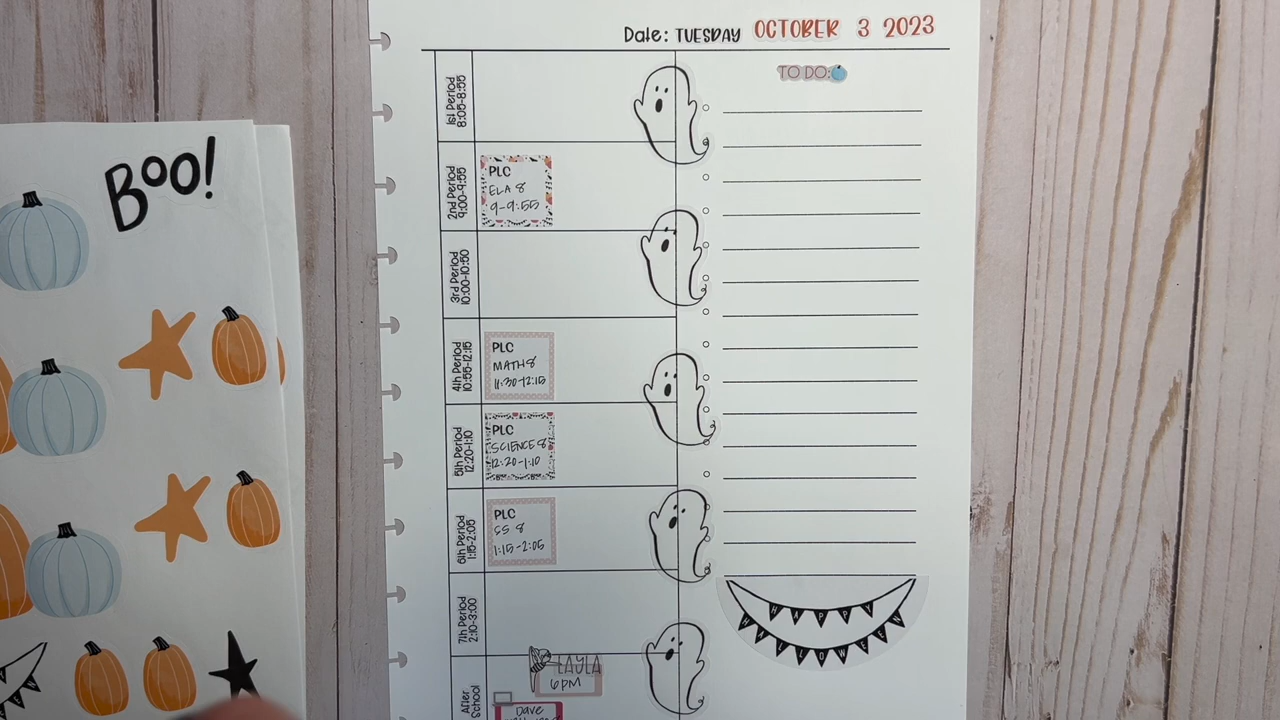 BOO!
Date: TUESDAY OCTOBER 3 2023
TO DO:
1st Period
8:05-8:55
2nd Period
9:00-9:55
PLC
ELA 8
9-9:55
3rd Period
10:00-10:50
4th Period
10:55-12:15
PLC
MATH 8
11:30-12:15
5th Period
12:20-1:10
PLC
SCIENCE 8
12:20-1:10
6th Period
1:15-2:05
PLC
SS 8
1:15-2:05
7th Period
2:10-3:00
HAPPY
HALLOWEEN
After
School
LAYLA
6PM
Dave